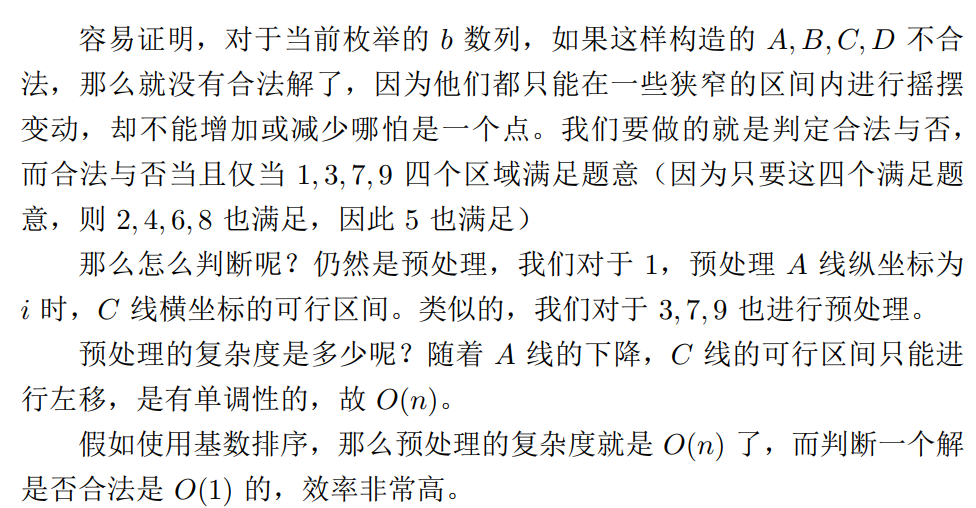 容易证明，对于当前枚举的 b 数列，如果这样构造的 A, B, C, D 不合
法，那么就没有合法解了，因为他们都只能在一些狭窄的区间内进行摇摆
变动，却不能增加或减少哪怕是一个点。我们要做的就是判定合法与否，
而合法与否当且仅当 1, 3, 7, 9 四个区域满足题意（因为只要这四个满足题
意，则 2, 4, 6, 8 也满足，因此 5 也满足）
那么怎么判断呢？仍然是预处理，我们对于 1，预处理 A 线纵坐标为
i 时，C 线横坐标的可行区间。类似的，我们对于 3, 7, 9 也进行预处理。
预处理的复杂度是多少呢？随着 A 线的下降，C 线的可行区间只能进
行左移，是有单调性的，故 O(n)。
假如使用基数排序，那么预处理的复杂度就是 O(n) 了，而判断一个解
是否合法是 O(1) 的，效率非常高。